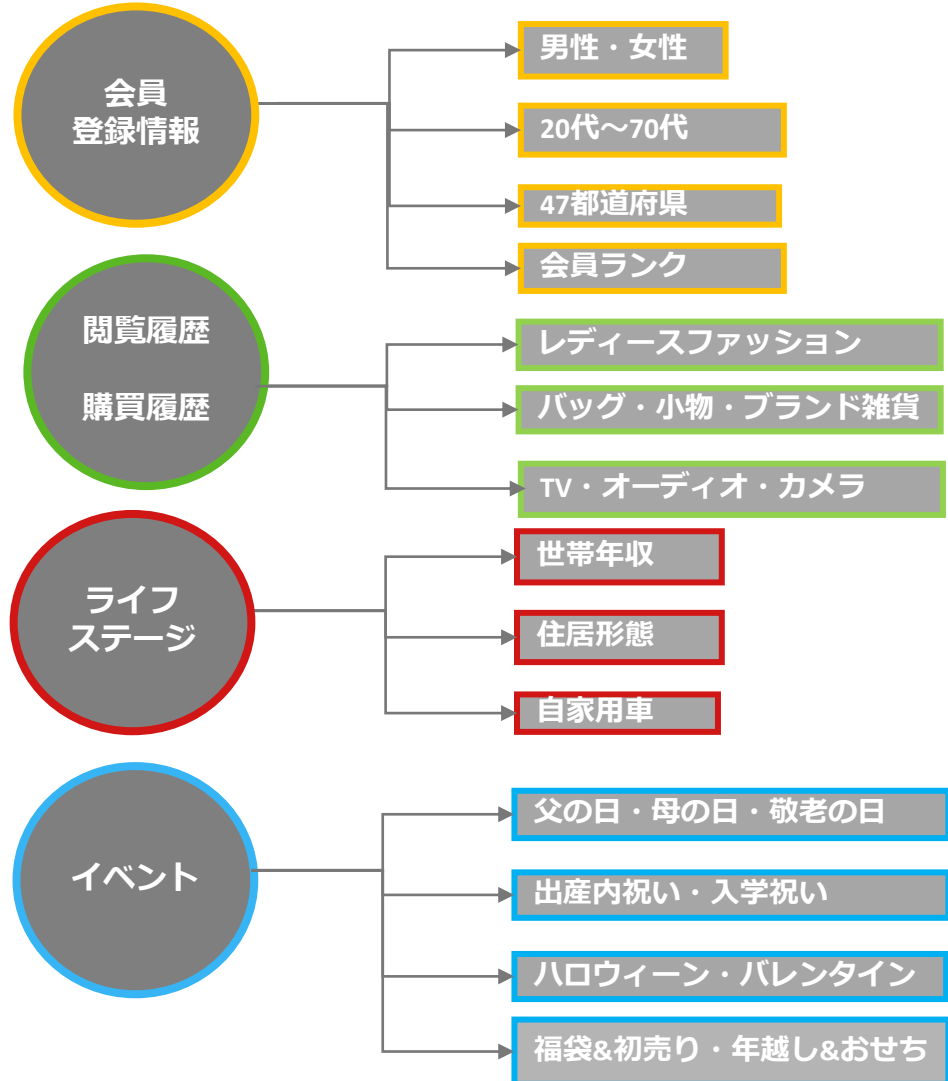 会員
登録情報
男性・女性
20代～70代
47都道府県
会員ランク
閲覧履歴
購買履歴
レディースファッション
バッグ・小物・ブランド雑貨
TV・オーディオ・カメラ
ライフ
ステージ
世帯年収
住居形態
自家用車
イベント
父の日・母の日・敬老の日
出産内祝い・入学祝い
ハロウィーン・バレンタイン
福袋&初売り・年越し&おせち